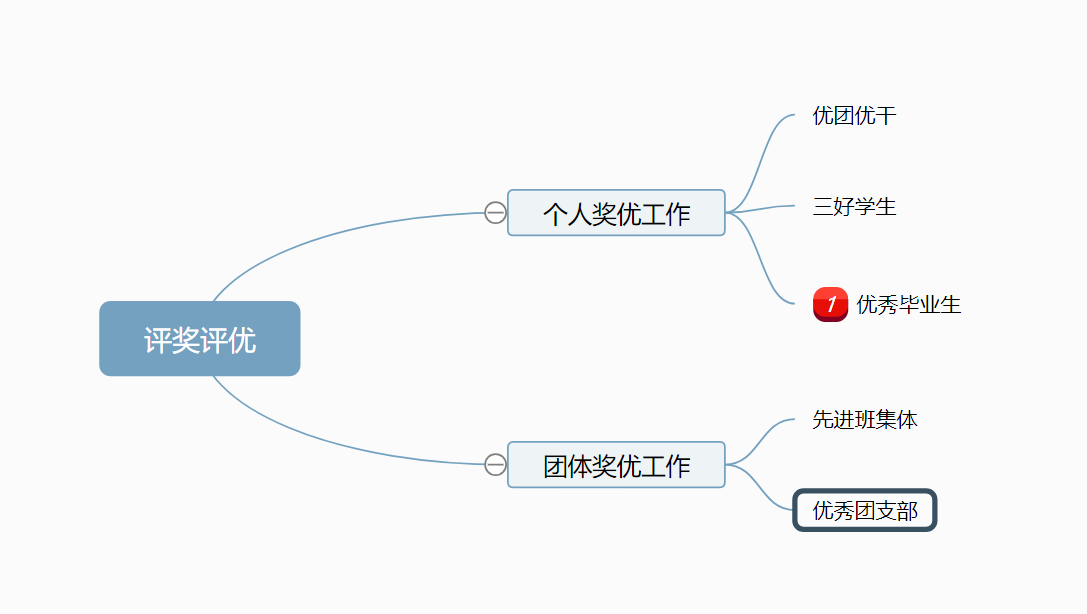 评奖评优
个人奖优工作
优团优干
三好学生
1 优秀毕业生
团体奖优工作
先进班集体
优秀团支部